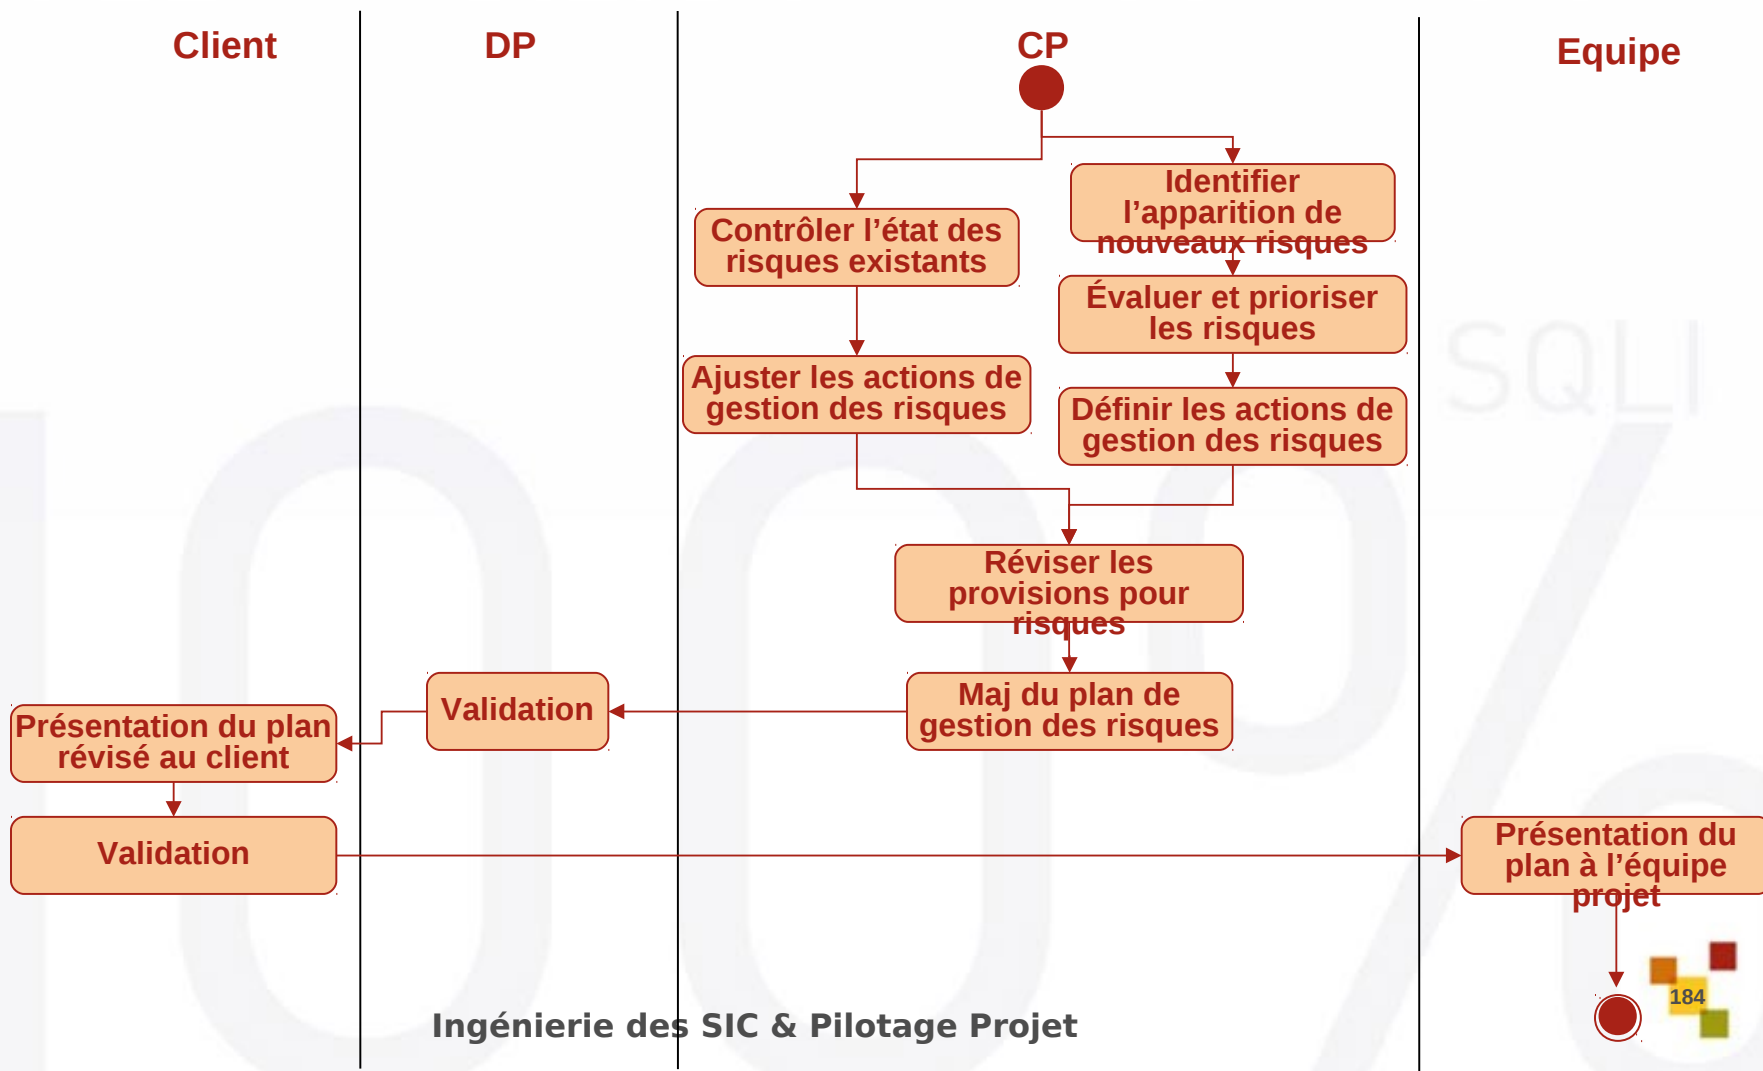 Client
DP
CP
Equipe
Identifier
l’apparition de
nouveaux risques
Contrôler l’état des
risques existants
Évaluer et prioriser
les risques
Ajuster les actions de
gestion des risques
Définir les actions de
gestion des risques
SQLI
Réviser les
provisions pour
risques
Maj du plan de
gestion des risques
Validation
Présentation du plan
révisé au client
Validation
Présentation du
plan à l’équipe
projet
100%
184
Ingénierie des SIC & Pilotage Projet